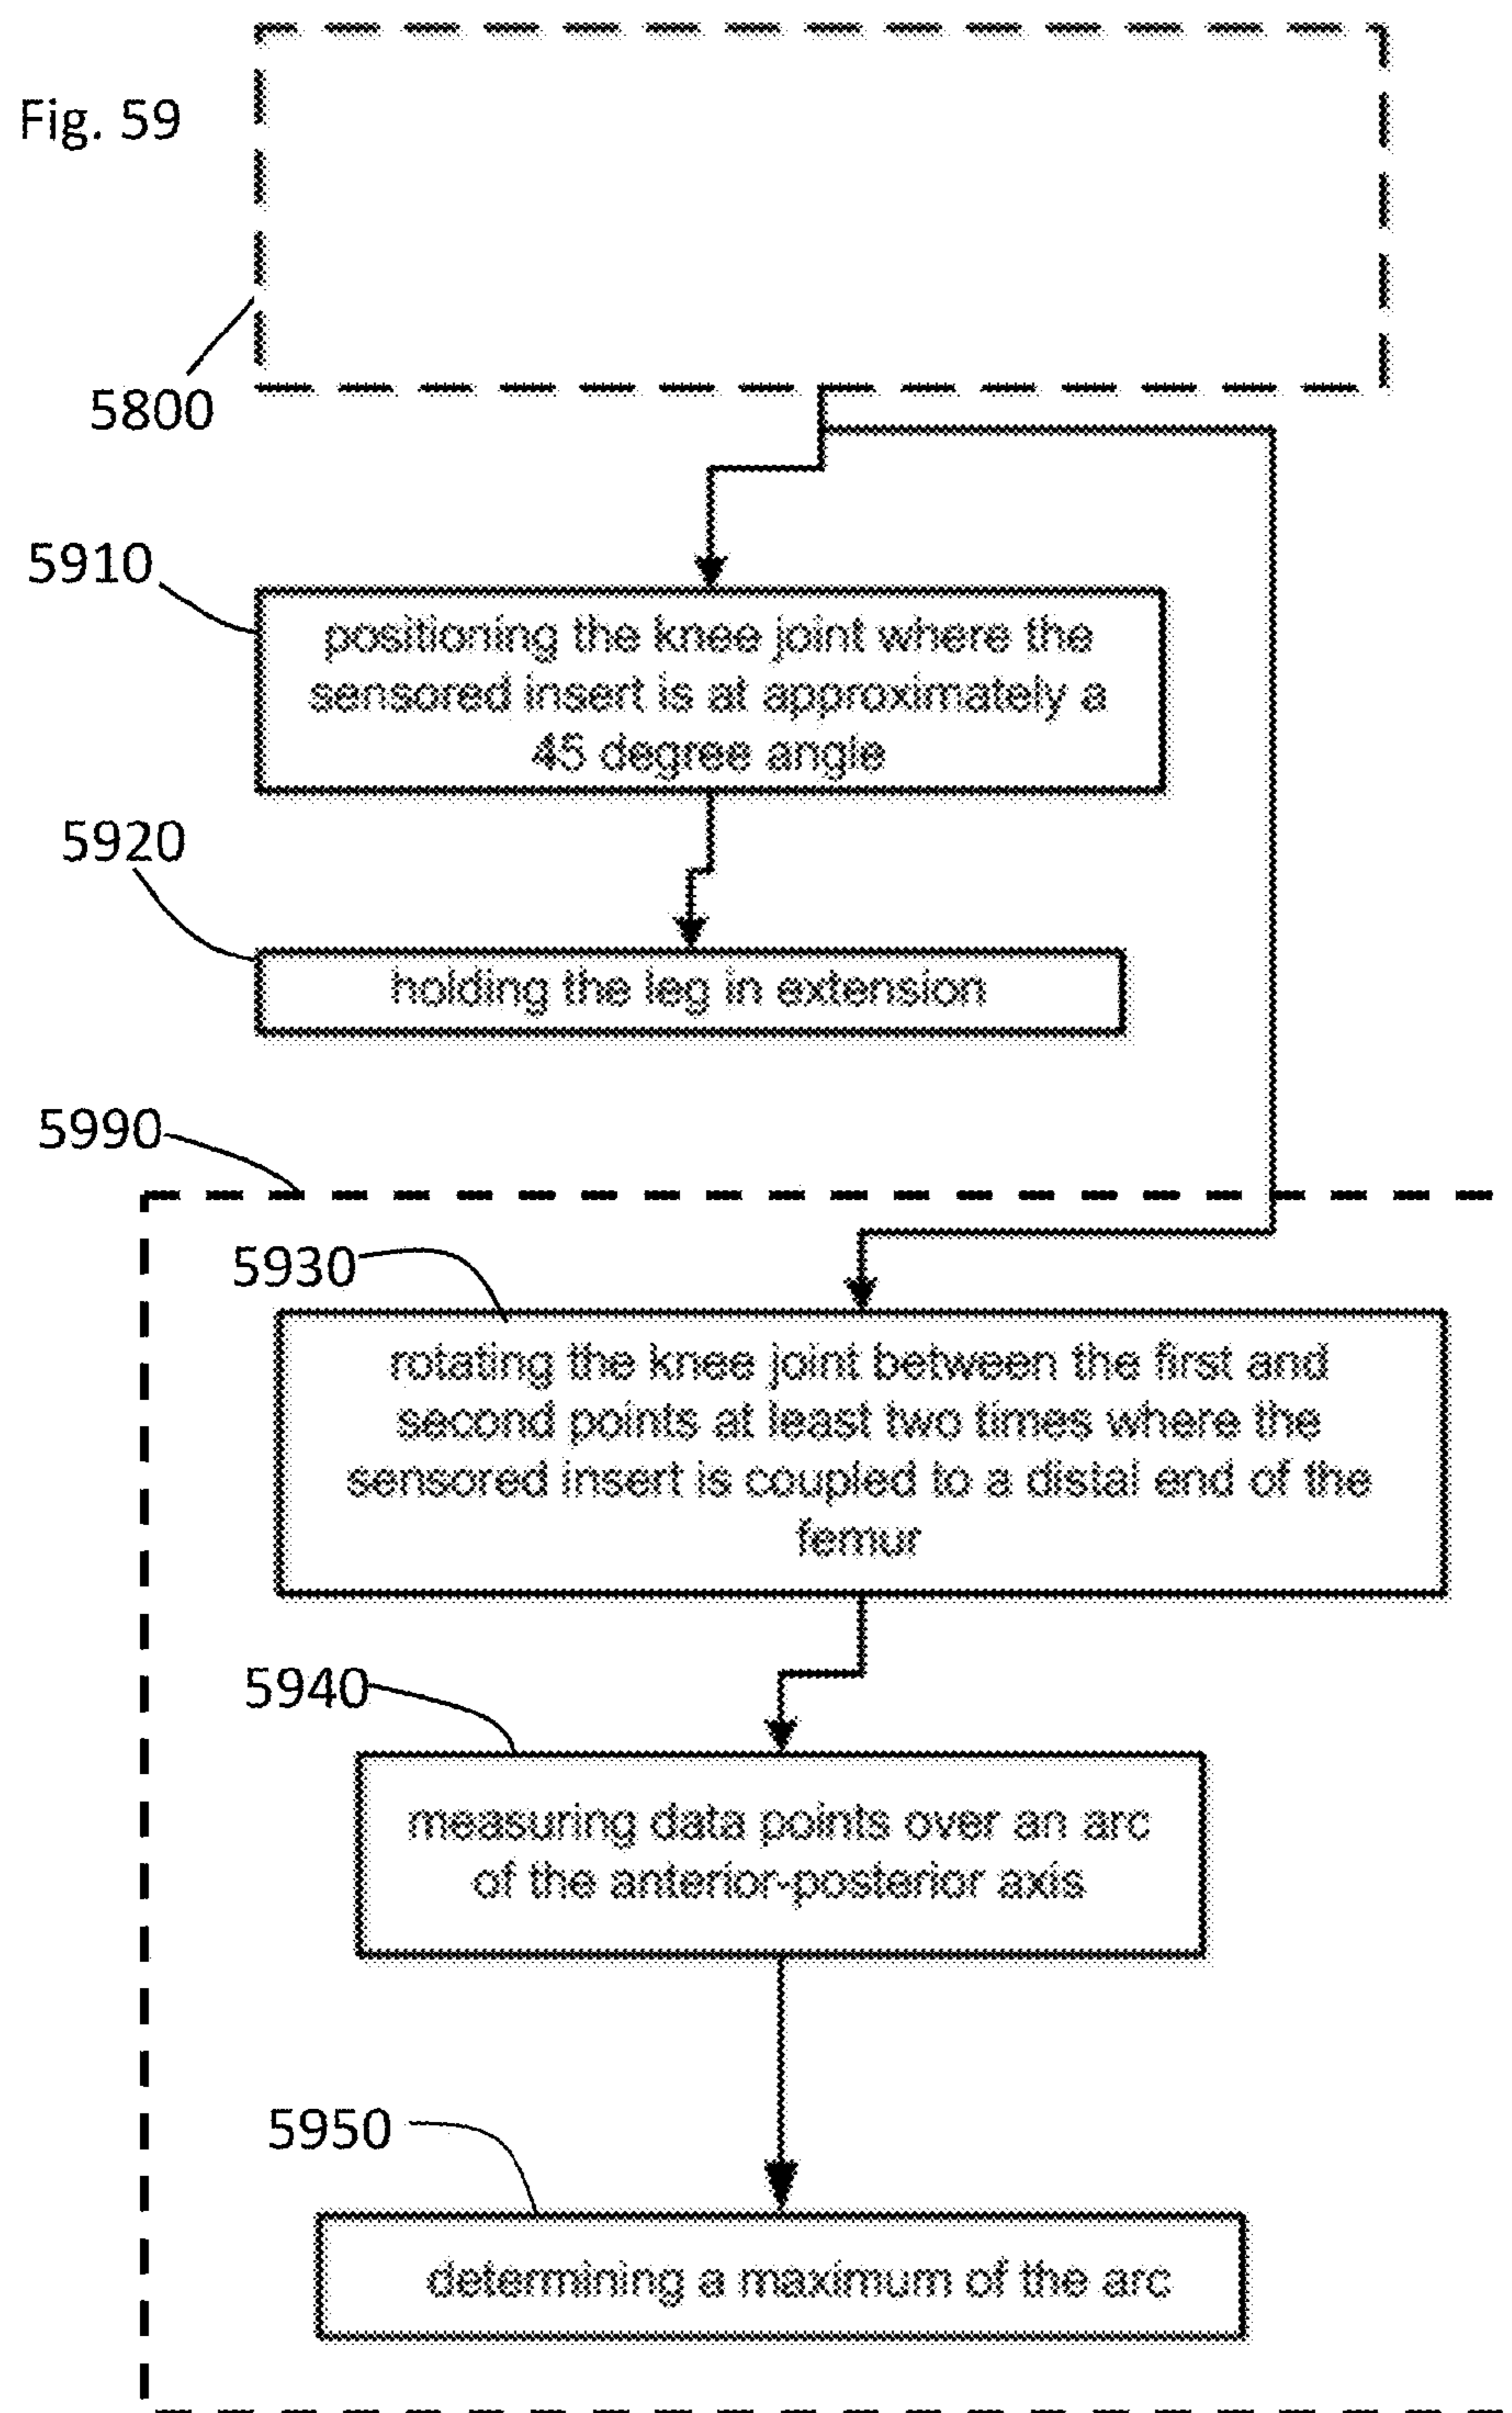 Fig. 59
5800
5910
positioning the knee joint where the
sensored insert is at approximately a
45 degree angle
5920
holding the leg in extension
5990
5930
rotating the knee joint between the first and
second points at least two times where the
sensored insert is coupled to a distal end of the
femur
5940
measuring data points over an arc
of the anterior-posterior axis
5950
determining a maximum of the arc